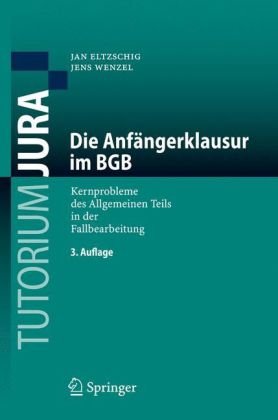 JAN ELTZSCHIG
JENS WENZEL
TUTORIUM JURA
Die Anfängerklausur
im BGB
Kernprobleme
des Allgemeinen Teils
in der
Fallbearbeitung
3. Auflage
Springer